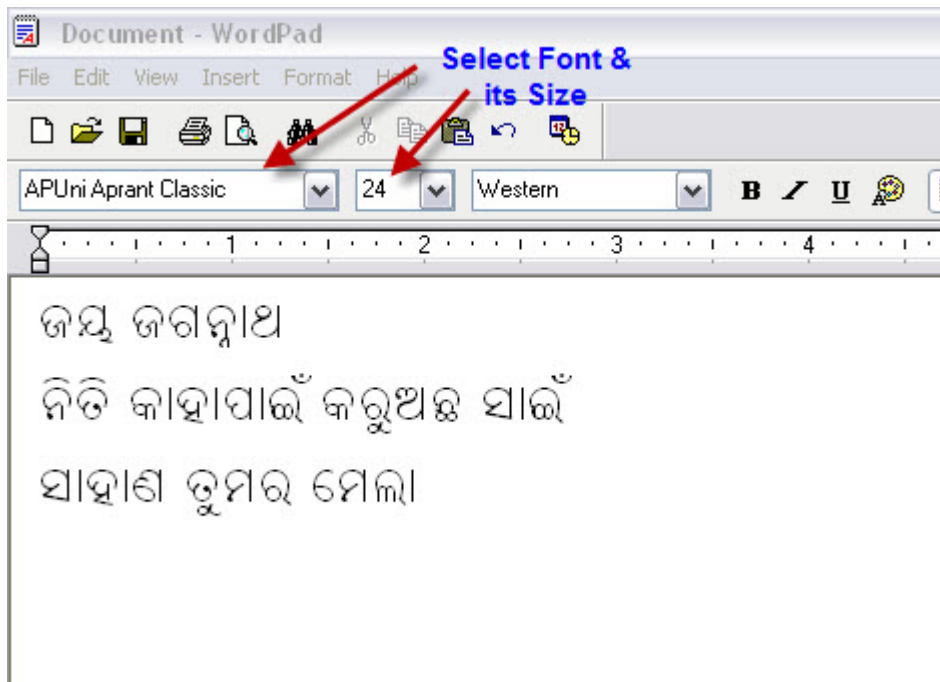 Document - WordPad
Select Font &
its Size
File Edit View Insert Format Help
APUni Aprant Classic 24 Western B I U
1 2 3 4
ଜୟ ଜଗନ୍ନାଥ
ନିତି କାହାପାଇଁ କରୁଅଛ ସାଇଁ
ସାହାଣ ତୁମର ମେଲା